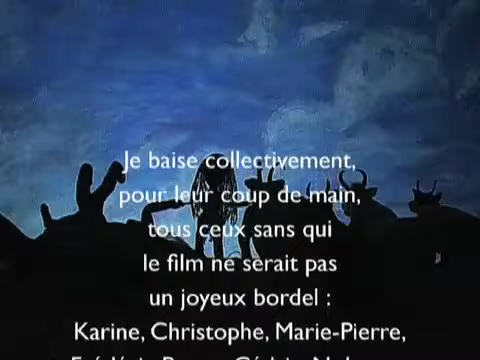 Je baise collectivement,
pour leur coup de main,
tous ceux sans qui
le film ne serait pas
un joyeux bordel :
Karine, Christophe, Marie-Pierre,